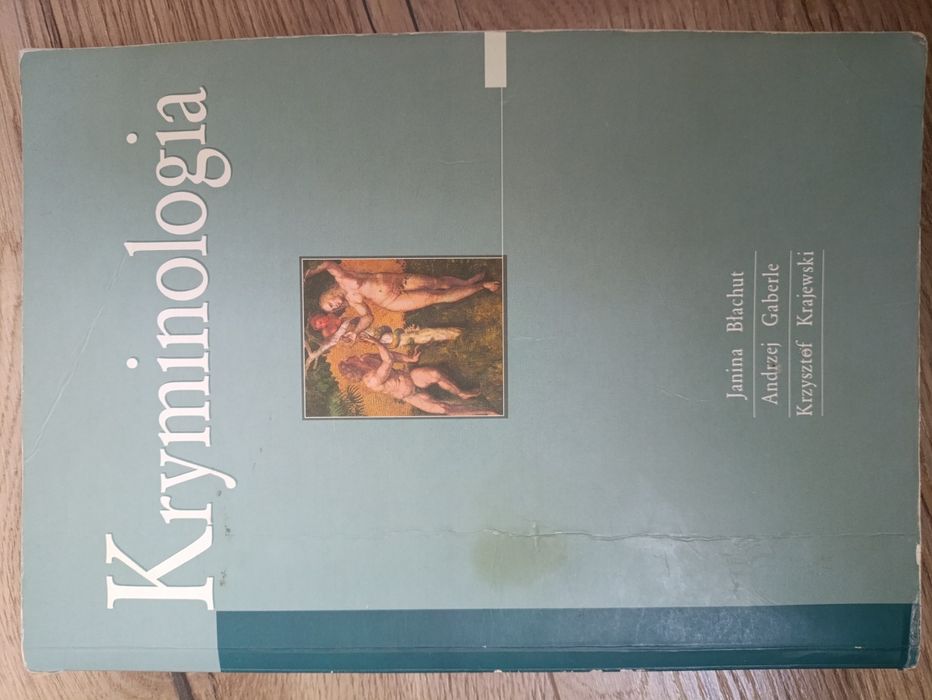 Kryminologia
Janina Błachut
Andrzej Gaberle
Krzysztof Krajewski